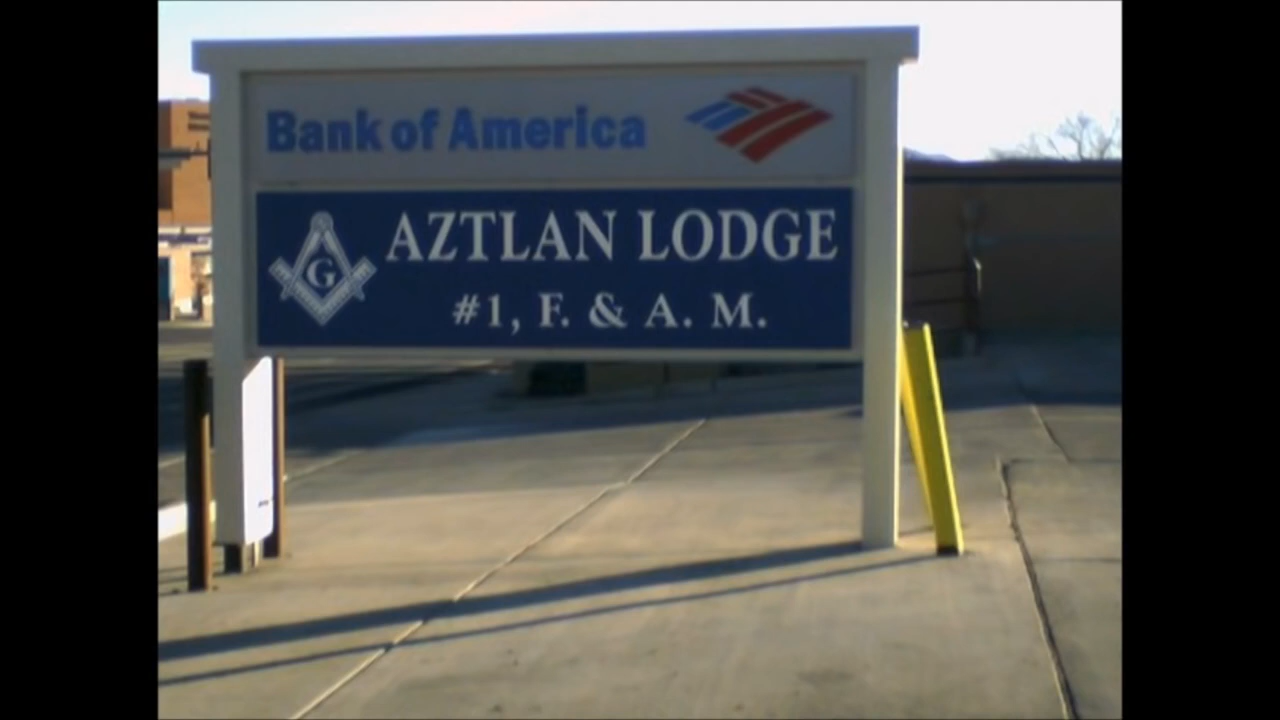 Bank of America
G
AZTLAN LODGE
#1, F. & A. M.